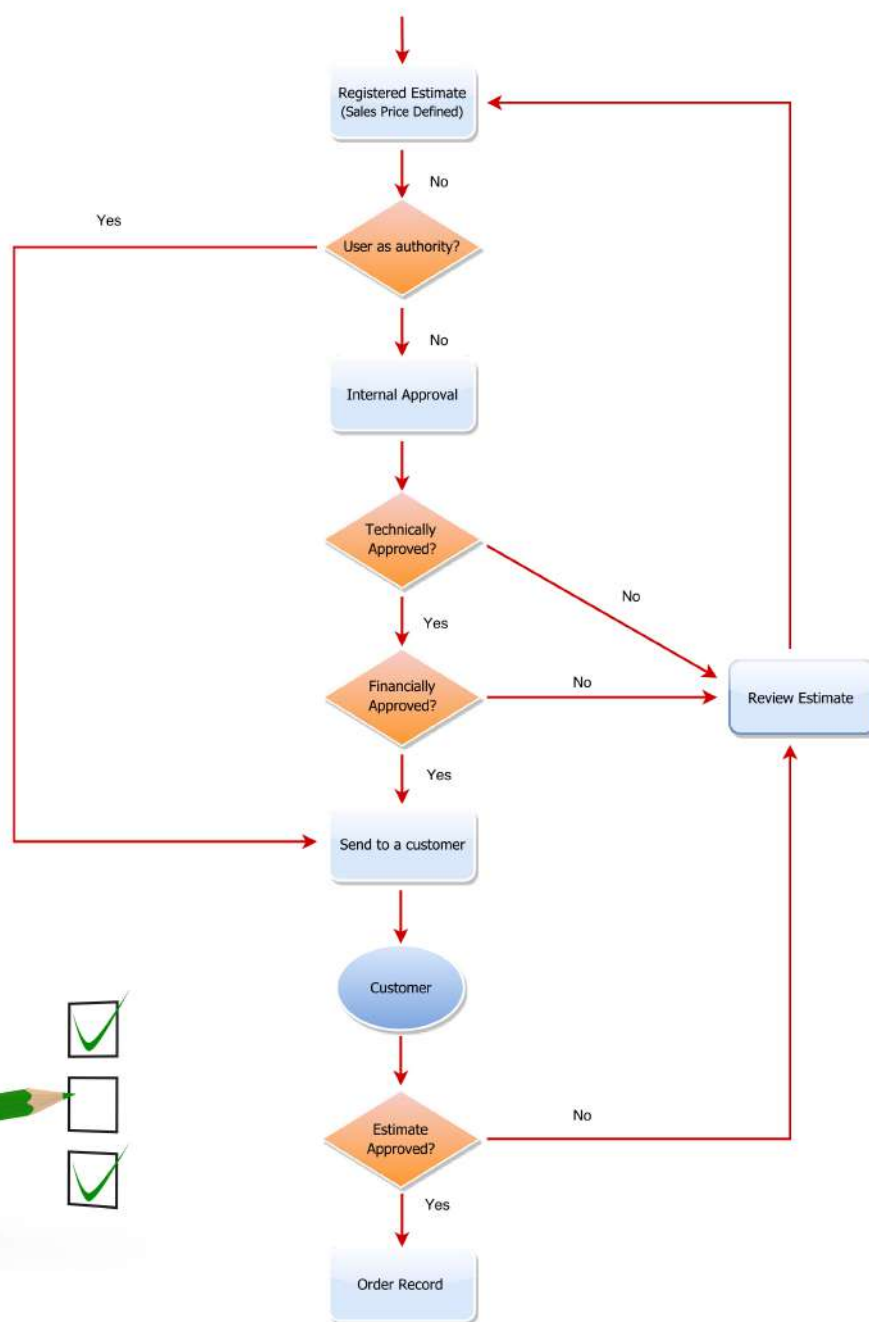 Registered Estimate
(Sales Price Defined)
No
Yes
User as authority?
No
Internal Approval
Technically
Approved?
No
Yes
Financially
Approved?
No
Review Estimate
Yes
Send to a customer
Customer
Estimate
Approved?
No
Yes
Order Record